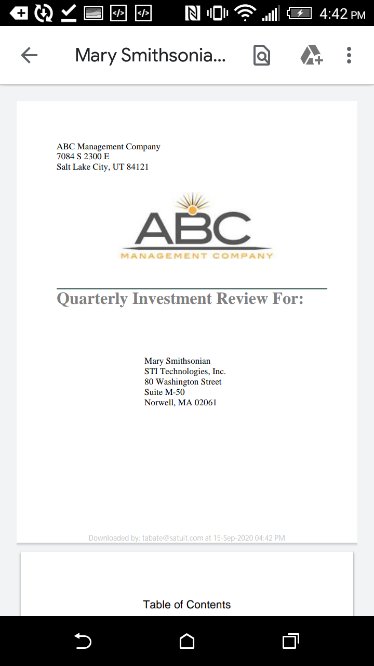 4:42 PM
Mary Smithsonia...
ABC Management Company
7084 S 2300 E
Salt Lake City, UT 84121
ABC
MANAGEMENT COMPANY
Quarterly Investment Review For:
Mary Smithsonian
STI Technologies, Inc.
80 Washington Street
Suite M-50
Norwell, MA 02061
Downloaded by: tabate@satuit.com at 15-Sep-2020 04:42 PM
Table of Contents